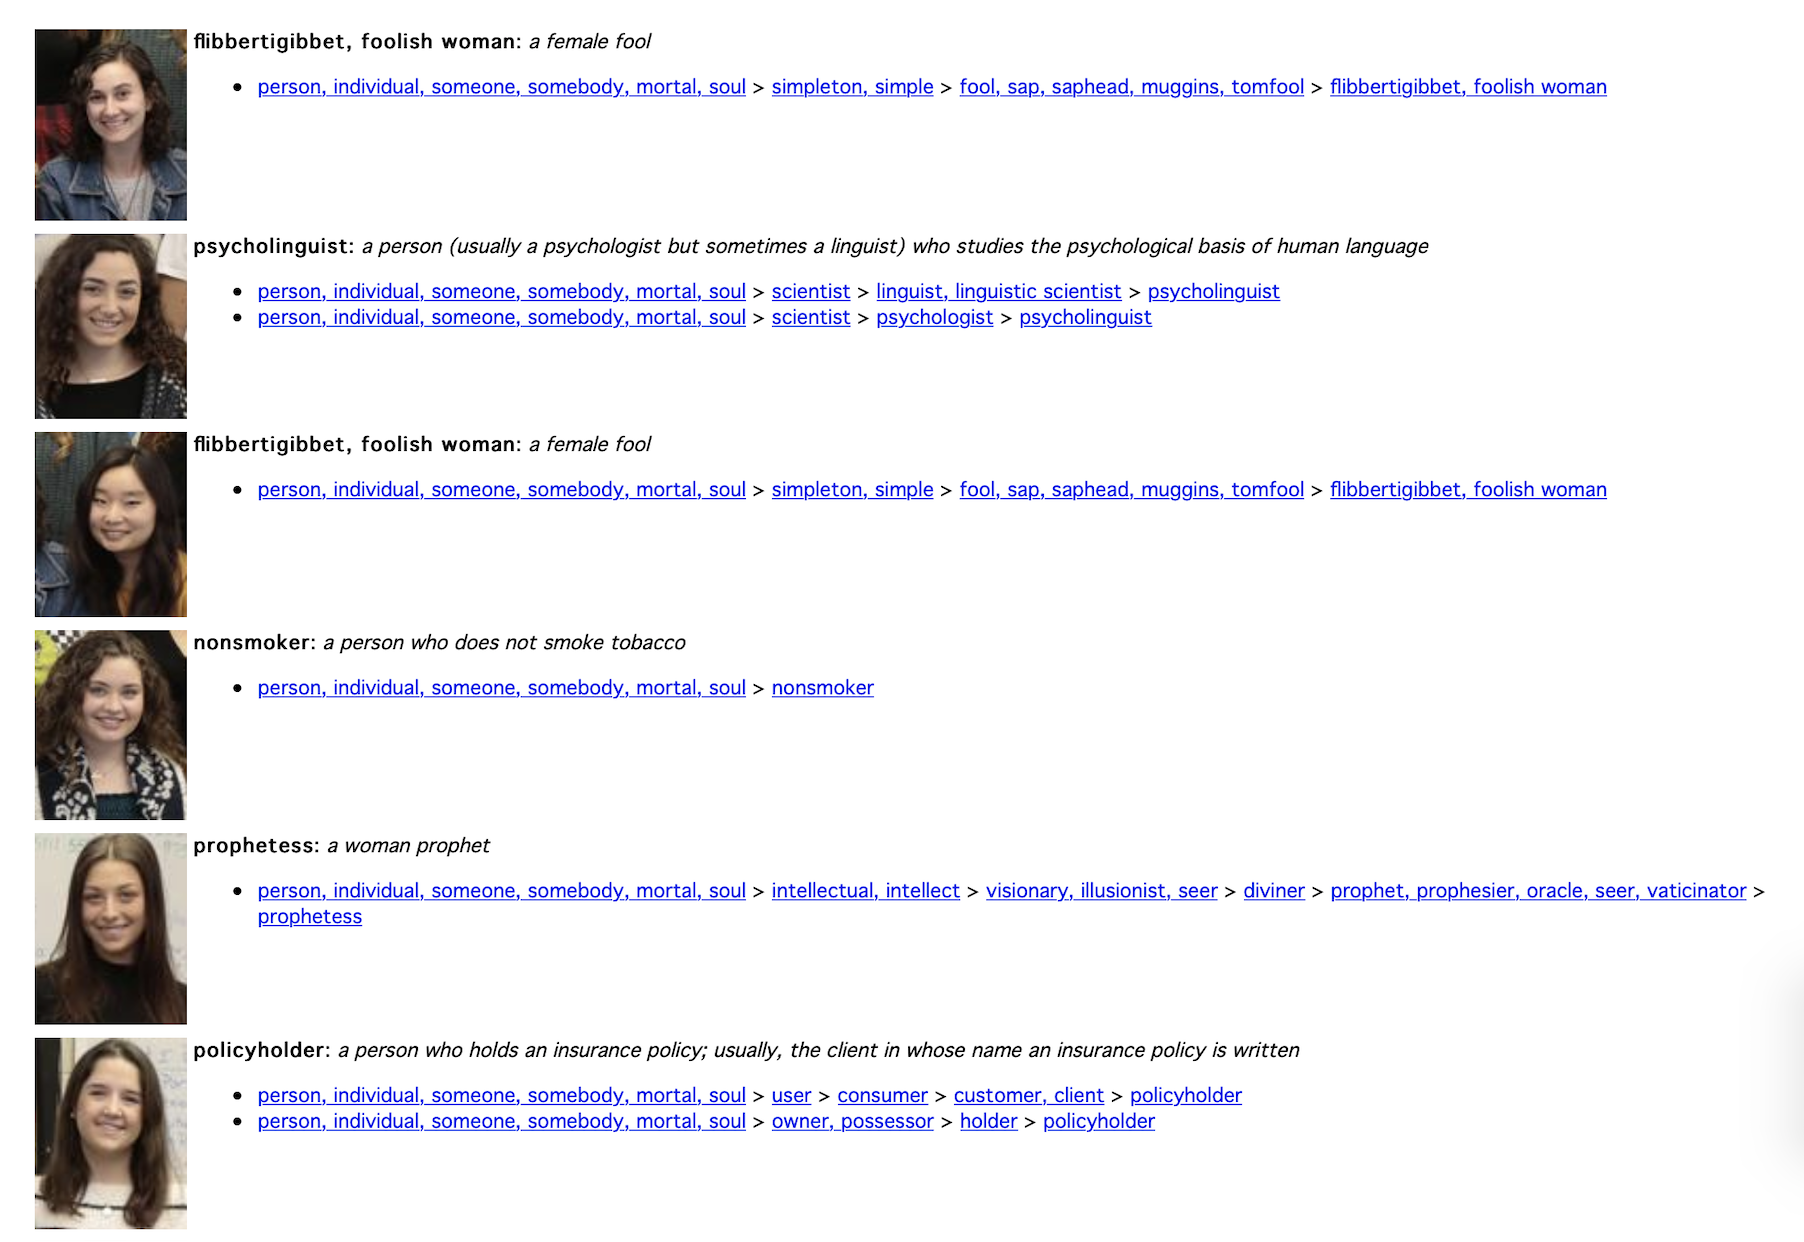 flibbertigibbet, foolish woman: a female fool
• person, individual, someone, somebody, mortal, soul > simpleton, simple > fool, sap, saphead, muggins, tomfool > flibbertigibbet, foolish woman
psycholinguist: a person (usually a psychologist but sometimes a linguist) who studies the psychological basis of human language
• person, individual, someone, somebody, mortal, soul > scientist > linguist, linguistic scientist > psycholinguist
• person, individual, someone, somebody, mortal, soul > scientist > psychologist > psycholinguist
flibbertigibbet, foolish woman: a female fool
• person, individual, someone, somebody, mortal, soul > simpleton, simple > fool, sap, saphead, muggins, tomfool > flibbertigibbet, foolish woman
nonsmoker: a person who does not smoke tobacco
• person, individual, someone, somebody, mortal, soul > nonsmoker
prophetess: a woman prophet
• person, individual, someone, somebody, mortal, soul > intellectual, intellect > visionary, illusionist, seer > diviner > prophet, prophesier, oracle, seer, vaticinator >
prophetess
policyholder: a person who holds an insurance policy; usually, the client in whose name an insurance policy is written
• person, individual, someone, somebody, mortal, soul > user > consumer > customer, client > policyholder
• person, individual, someone, somebody, mortal, soul > owner, possessor > holder > policyholder